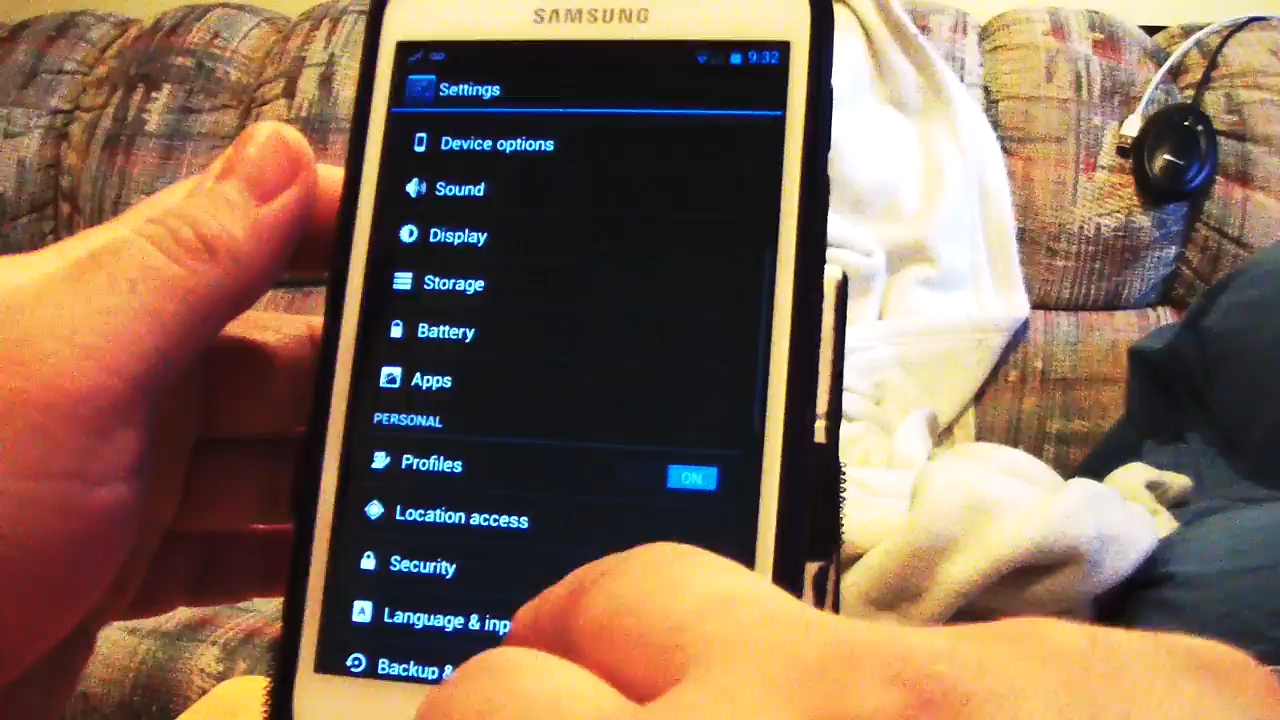 SAMSUNG
9:32
Settings
Device options
Sound
Display
Storage
Battery
Apps
PERSONAL
Profiles
ON
Location access
Security
Language & inp
Backup &